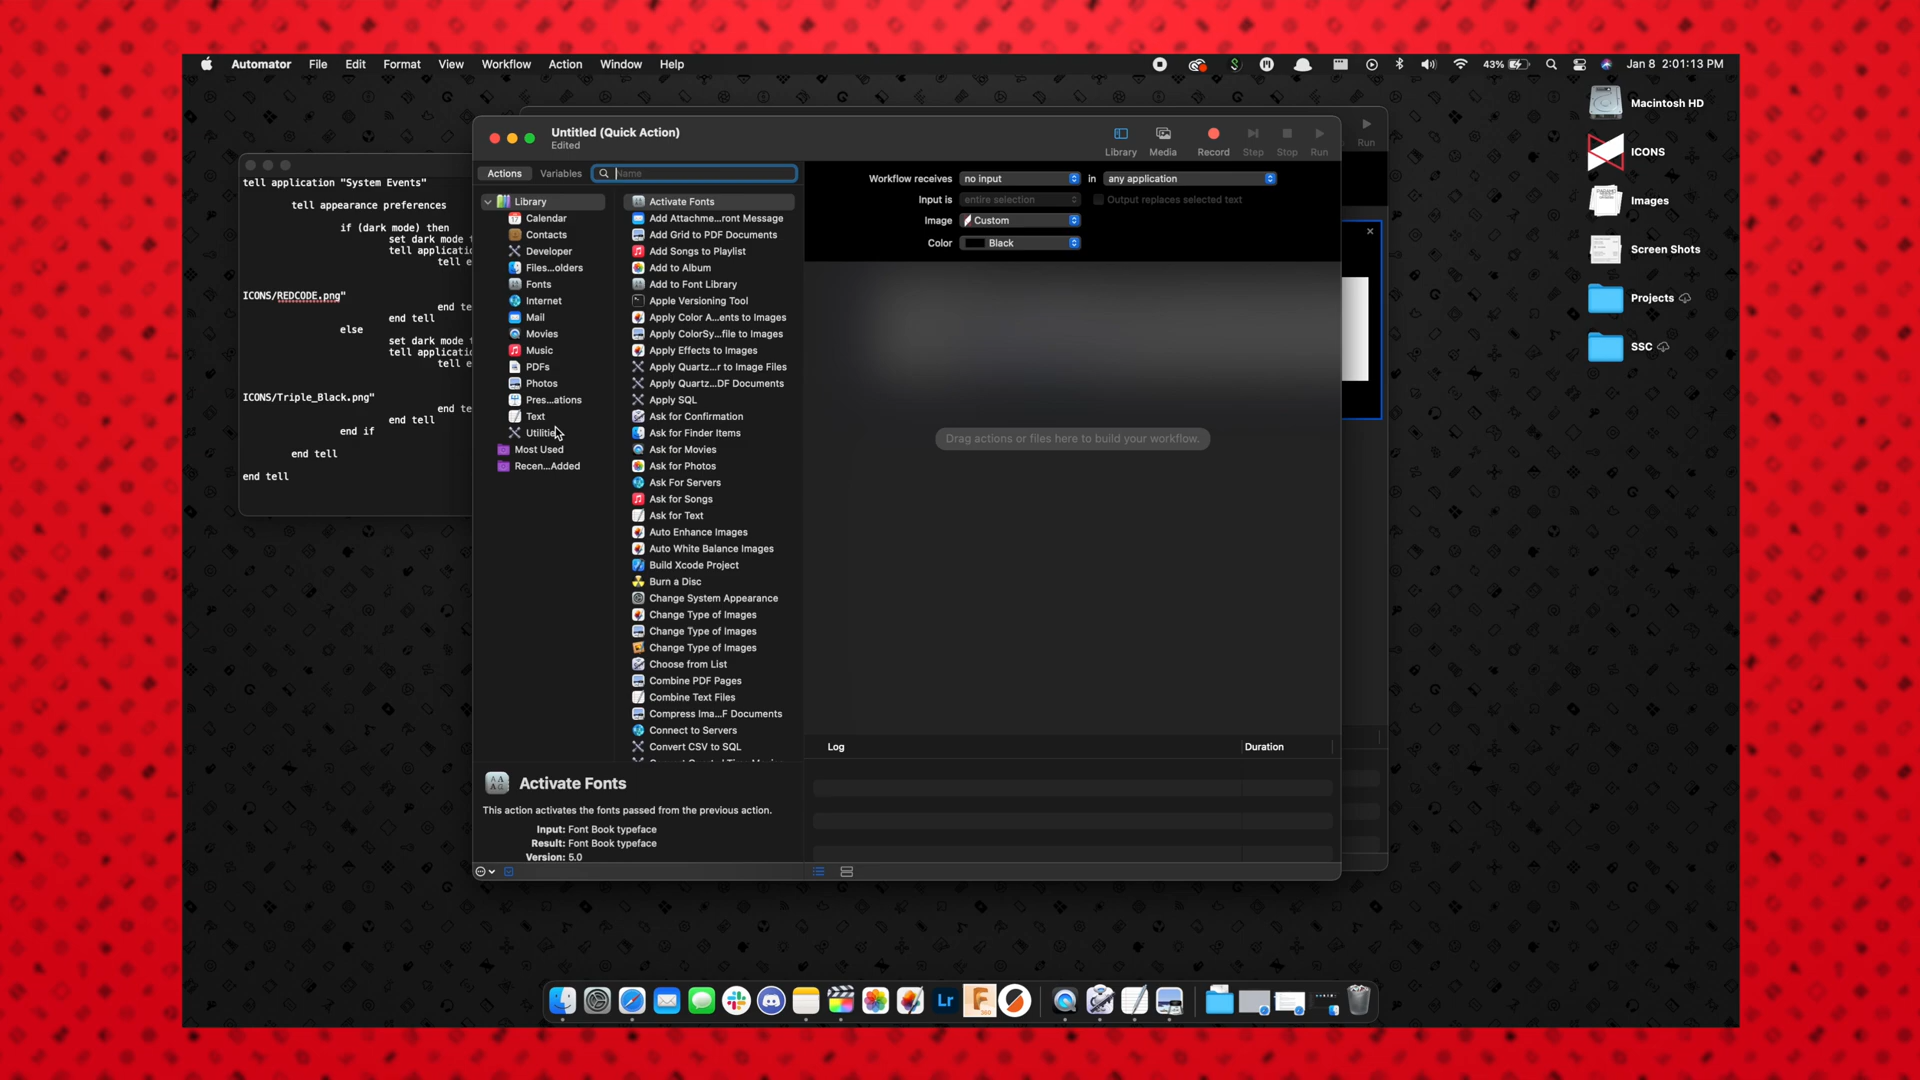 Automator File Edit Format View Workflow Action Window Help
43% Jan 8 2:01:13 PM
Macintosh HD
ICONS
Images
Screen Shots
Projects
SSC
tell application "System Events"
tell appearance preferences
if (dark mode) then
set dark mode
tell applicatio
tell e
ICONS/REDCODE.png"
end te
end tell
else
set dark mode
tell applicatio
tell e
ICONS/Triple_Black.png"
end te
end tell
end if
end tell
end tell
Untitled (Quick Action)
Edited
Library Media Record Step Stop Run
Run
Actions Variables Name
Library
Calendar
Contacts
Developer
Files...olders
Fonts
Internet
Mail
Movies
Music
PDFs
Photos
Pres...ations
Text
Utilitie
Most Used
Recen...Added
Activate Fonts
Add Attachme...ront Message
Add Grid to PDF Documents
Add Songs to Playlist
Add to Album
Add to Font Library
Apple Versioning Tool
Apply Color A...ents to Images
Apply ColorSy...file to Images
Apply Effects to Images
Apply Quartz...r to Image Files
Apply Quartz...DF Documents
Apply SQL
Ask for Confirmation
Ask for Finder Items
Ask for Movies
Ask for Photos
Ask For Servers
Ask for Songs
Ask for Text
Auto Enhance Images
Auto White Balance Images
Build Xcode Project
Burn a Disc
Change System Appearance
Change Type of Images
Change Type of Images
Change Type of Images
Choose from List
Combine PDF Pages
Combine Text Files
Compress Ima...F Documents
Connect to Servers
Convert CSV to SQL
Workflow receives no input in any application
Input is entire selection Output replaces selected text
Image Custom
Color Black
Drag actions or files here to build your workflow.
Log Duration
Activate Fonts
This action activates the fonts passed from the previous action.
Input: Font Book typeface
Result: Font Book typeface
Version: 5.0
Lr
360